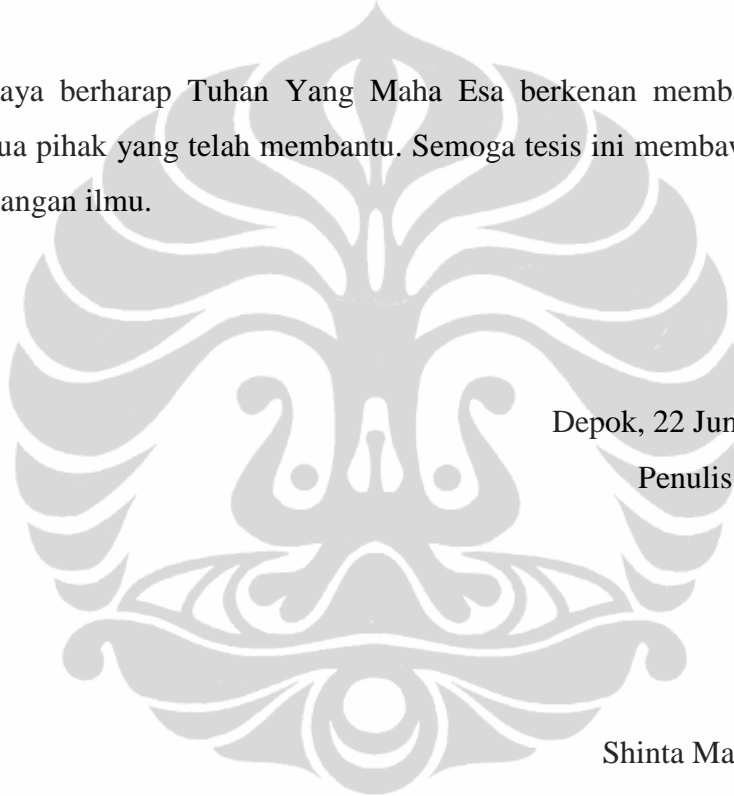 aya berharap Tuhan Yang Maha Esa berkenan memba
ua pihak yang telah membantu. Semoga tesis ini membav
angan ilmu.
Depok, 22 Jun
Penulis
Shinta Ma